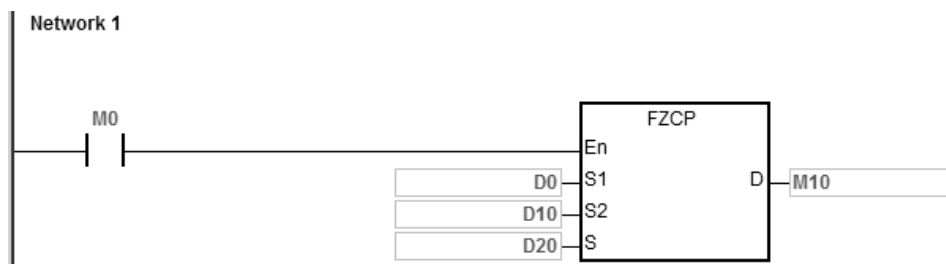 Network 1
M0
FZCP
En
D0 S1 D M10
D10 S2
D20 S